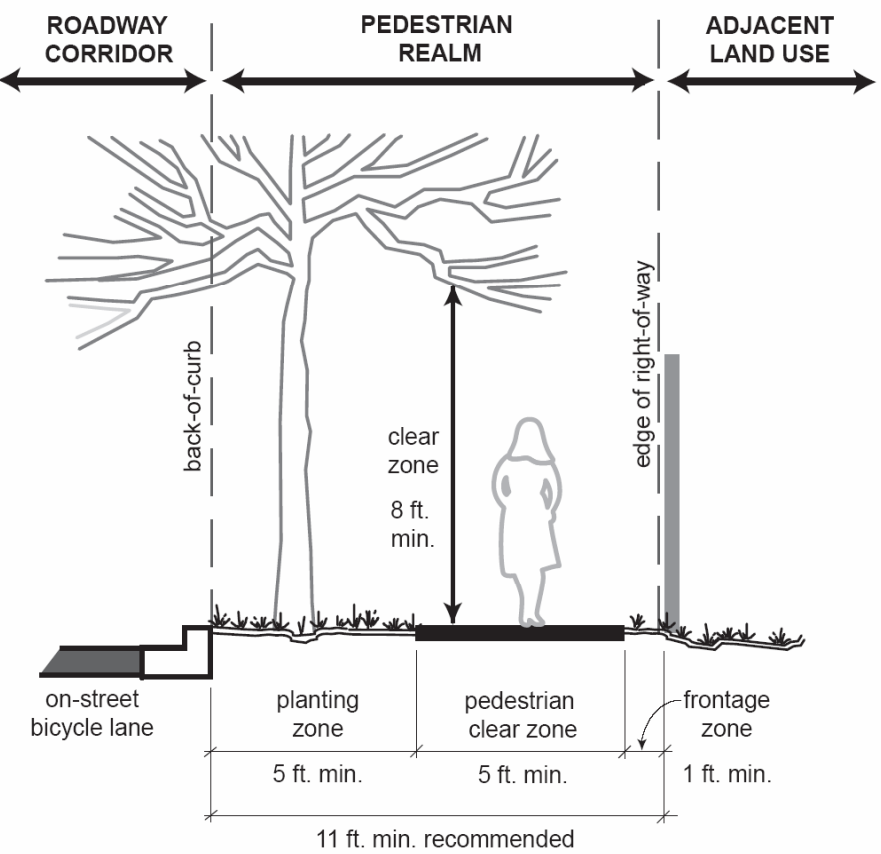 ROADWAY
CORRIDOR
PEDESTRIAN
REALM
ADJACENT
LAND USE
back-of-curb
edge of right-of-way
clear
zone
8 ft.
min.
on-street
bicycle lane
planting
zone
pedestrian
clear zone
frontage
zone
5 ft. min.
5 ft. min.
1 ft. min.
11 ft. min. recommended